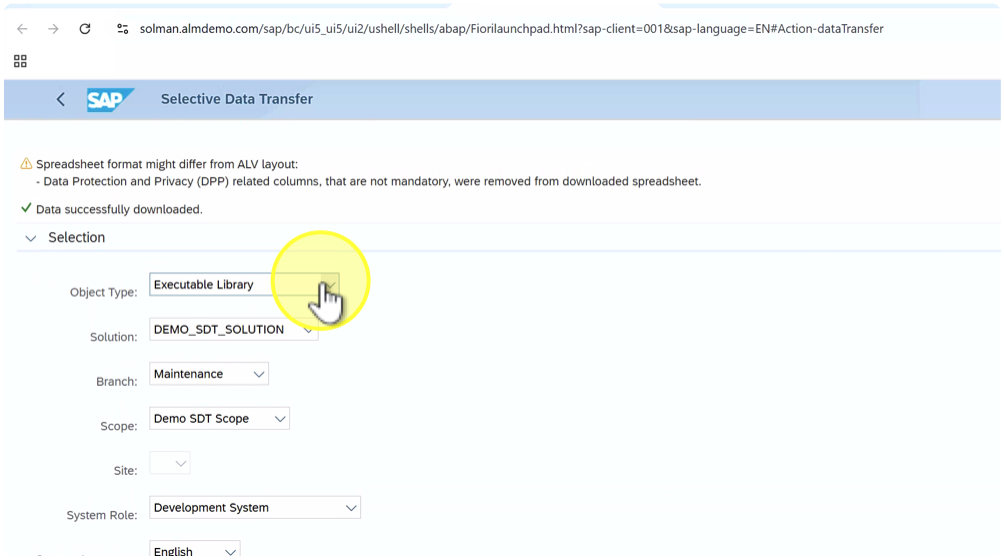 solman.almdemo.com/sap/bc/ui5_ui5/ui2/ushell/shells/abap/Fiorilaunchpad.html?sap-client=001&sap-language=EN#Action-dataTransfer
SAP Selective Data Transfer
Spreadsheet format might differ from ALV layout:
- Data Protection and Privacy (DPP) related columns, that are not mandatory, were removed from downloaded spreadsheet.
Data successfully downloaded.
Selection
Object Type: Executable Library
Solution: DEMO_SDT_SOLUTION
Branch: Maintenance
Scope: Demo SDT Scope
Site:
System Role: Development System
English